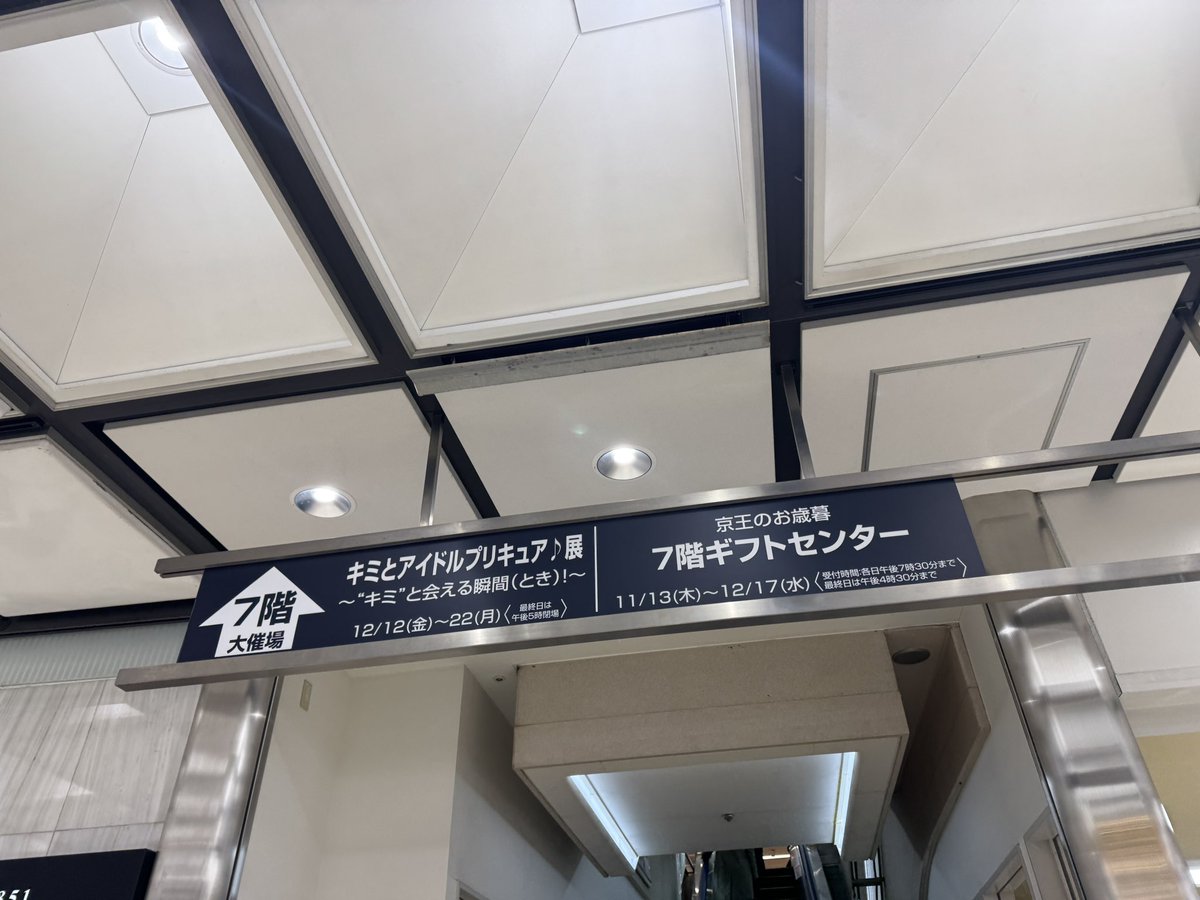 7階
大催場
キミとアイドルプリキュア♪展
~"キミ"と会える瞬間(とき)!~
12/12(金)~22(月)〈最終日は
午後5時閉場〉
京王のお歳暮
7階ギフトセンター
11/13(木)~12/17(水)〈受付時間:各日午後7時30分まで
最終日は午後4時30分まで〉
351